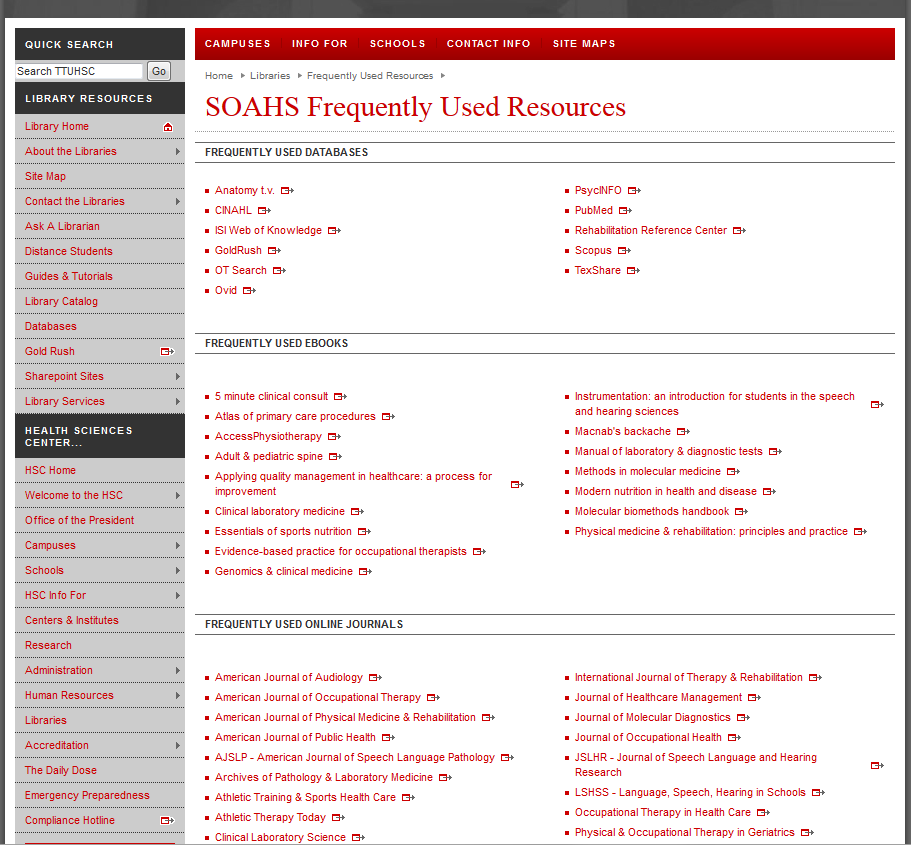 QUICK SEARCH
Search TTUHSC Go
LIBRARY RESOURCES
Library Home
About the Libraries
Site Map
Contact the Libraries
Ask A Librarian
Distance Students
Guides & Tutorials
Library Catalog
Databases
Gold Rush
Sharepoint Sites
Library Services
HEALTH SCIENCES
CENTER...
HSC Home
Welcome to the HSC
Office of the President
Campuses
Schools
HSC Info For
Centers & Institutes
Research
Administration
Human Resources
Libraries
Accreditation
The Daily Dose
Emergency Preparedness
Compliance Hotline
CAMPUSES INFO FOR SCHOOLS CONTACT INFO SITE MAPS
Home Libraries Frequently Used Resources
SOAHS Frequently Used Resources
FREQUENTLY USED DATABASES
Anatomy t.v.
CINAHL
ISI Web of Knowledge
GoldRush
OT Search
Ovid
PsycINFO
PubMed
Rehabilitation Reference Center
Scopus
TexShare
FREQUENTLY USED EBOOKS
5 minute clinical consult
Atlas of primary care procedures
AccessPhysiotherapy
Adult & pediatric spine
Applying quality management in healthcare: a process for
improvement
Clinical laboratory medicine
Essentials of sports nutrition
Evidence-based practice for occupational therapists
Genomics & clinical medicine
Instrumentation: an introduction for students in the speech
and hearing sciences
Macnab's backache
Manual of laboratory & diagnostic tests
Methods in molecular medicine
Modern nutrition in health and disease
Molecular biomethods handbook
Physical medicine & rehabilitation: principles and practice
FREQUENTLY USED ONLINE JOURNALS
American Journal of Audiology
American Journal of Occupational Therapy
American Journal of Physical Medicine & Rehabilitation
American Journal of Public Health
AJSLP - American Journal of Speech Language Pathology
Archives of Pathology & Laboratory Medicine
Athletic Training & Sports Health Care
Athletic Therapy Today
Clinical Laboratory Science
International Journal of Therapy & Rehabilitation
Journal of Healthcare Management
Journal of Molecular Diagnostics
Journal of Occupational Health
JSLHR - Journal of Speech Language and Hearing
Research
LSHSS - Language, Speech, Hearing in Schools
Occupational Therapy in Health Care
Physical & Occupational Therapy in Geriatrics